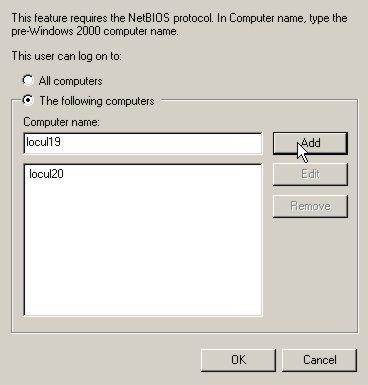 This feature requires the NetBIOS protocol. In Computer name, type the
pre-Windows 2000 computer name.
This user can log on to:
All computers
The following computers
Computer name:
locul19
Add
locul20
Edit
Remove
OK
Cancel